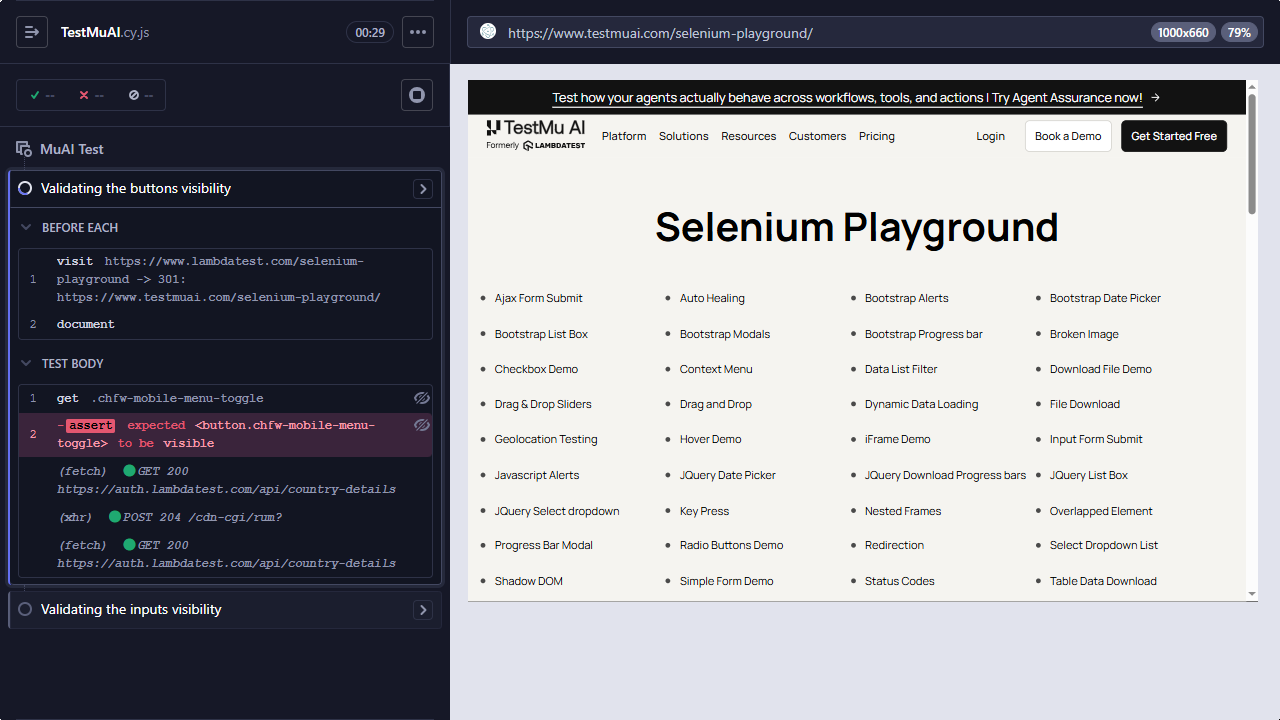 TestMuAI.cy.js
00:29
--
--
--
MuAI Test
Validating the buttons visibility
BEFORE EACH
1 visit https://www.lambdatest.com/selenium-
playground -> 301:
https://www.testmuai.com/selenium-playground/
2 document
TEST BODY
1 get .chfw-mobile-menu-toggle
2 -assert expected <button.chfw-mobile-menu-
toggle> to be visible
(fetch) GET 200
https://auth.lambdatest.com/api/country-details
(xhr) POST 204 /cdn-cgi/rum?
(fetch) GET 200
https://auth.lambdatest.com/api/country-details
Validating the inputs visibility
https://www.testmuai.com/selenium-playground/ 1000x660 79%
Test how your agents actually behave across workflows, tools, and actions | Try Agent Assurance now! →
TestMu AI
Formerly LAMBDATEST
Platform Solutions Resources Customers Pricing Login Book a Demo Get Started Free
Selenium Playground
Ajax Form Submit Auto Healing Bootstrap Alerts Bootstrap Date Picker
Bootstrap List Box Bootstrap Modals Bootstrap Progress bar Broken Image
Checkbox Demo Context Menu Data List Filter Download File Demo
Drag & Drop Sliders Drag and Drop Dynamic Data Loading File Download
Geolocation Testing Hover Demo iFrame Demo Input Form Submit
Javascript Alerts JQuery Date Picker JQuery Download Progress bars JQuery List Box
JQuery Select dropdown Key Press Nested Frames Overlapped Element
Progress Bar Modal Radio Buttons Demo Redirection Select Dropdown List
Shadow DOM Simple Form Demo Status Codes Table Data Download